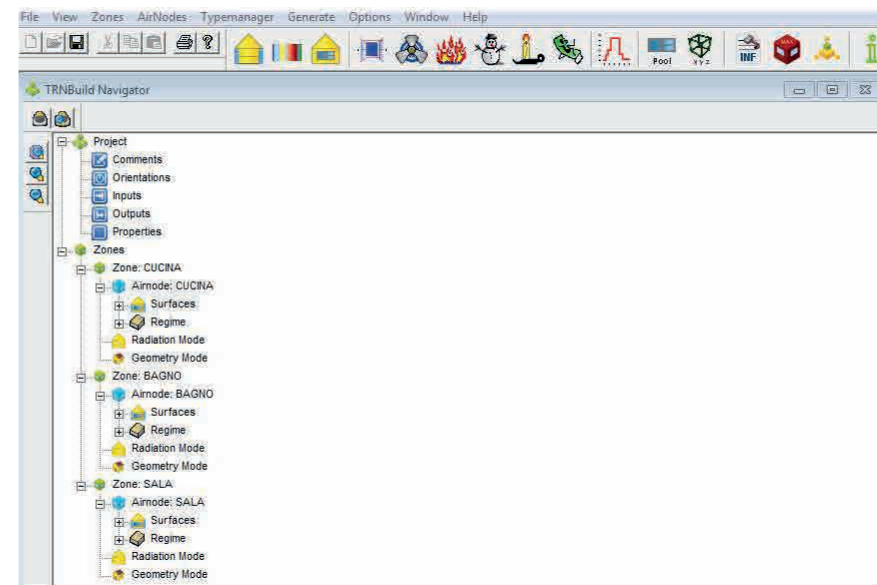 File View Zones AirNodes Typemanager Generate Options Window Help
Pool
x y z
INF
TRNBuild Navigator
Project
Comments
Orientations
Inputs
Outputs
Properties
Zones
Zone: CUCINA
Airnode: CUCINA
Surfaces
Regime
Radiation Mode
Geometry Mode
Zone: BAGNO
Airnode: BAGNO
Surfaces
Regime
Radiation Mode
Geometry Mode
Zone: SALA
Airnode: SALA
Surfaces
Regime
Radiation Mode
Geometry Mode